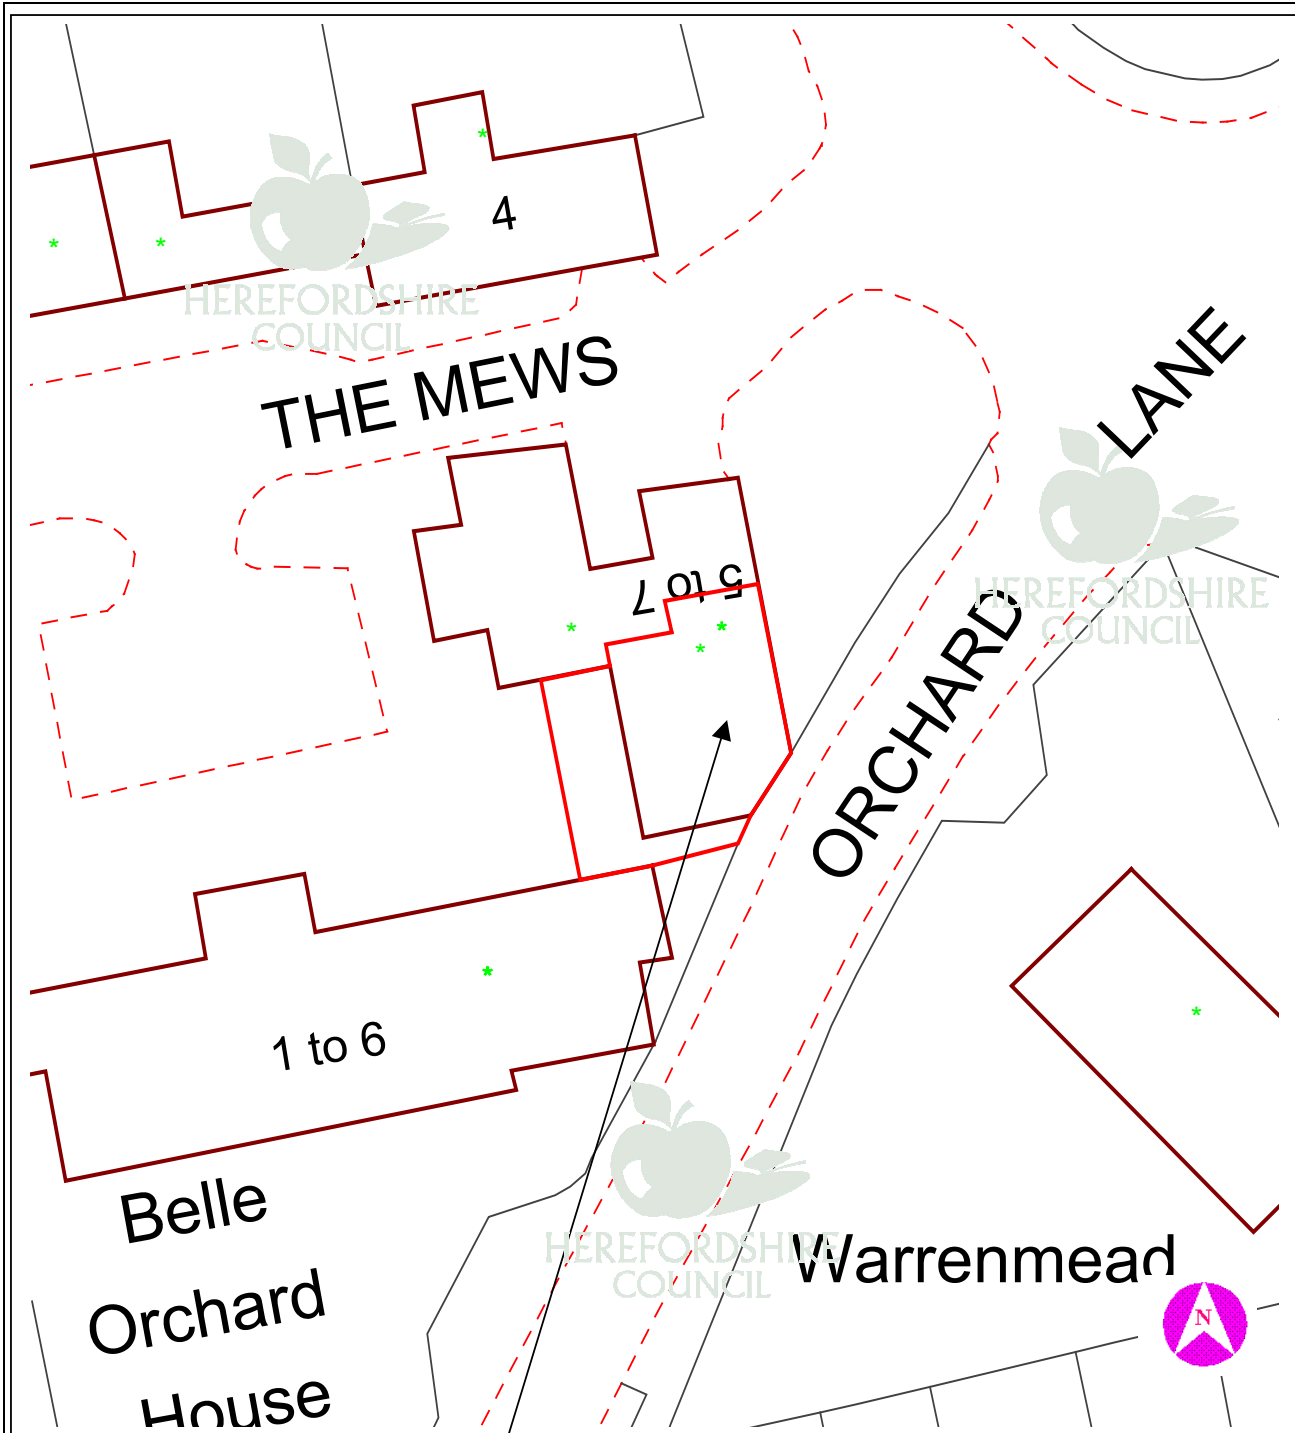 4
HEREFORDSHIRE
COUNCIL
THE MEWS
LANE
5 to 7
HEREFORDSHIRE
COUNCIL
ORCHARD
1 to 6
Belle
Orchard
House
HEREFORDSHIRE
COUNCIL
Warrenmead
N